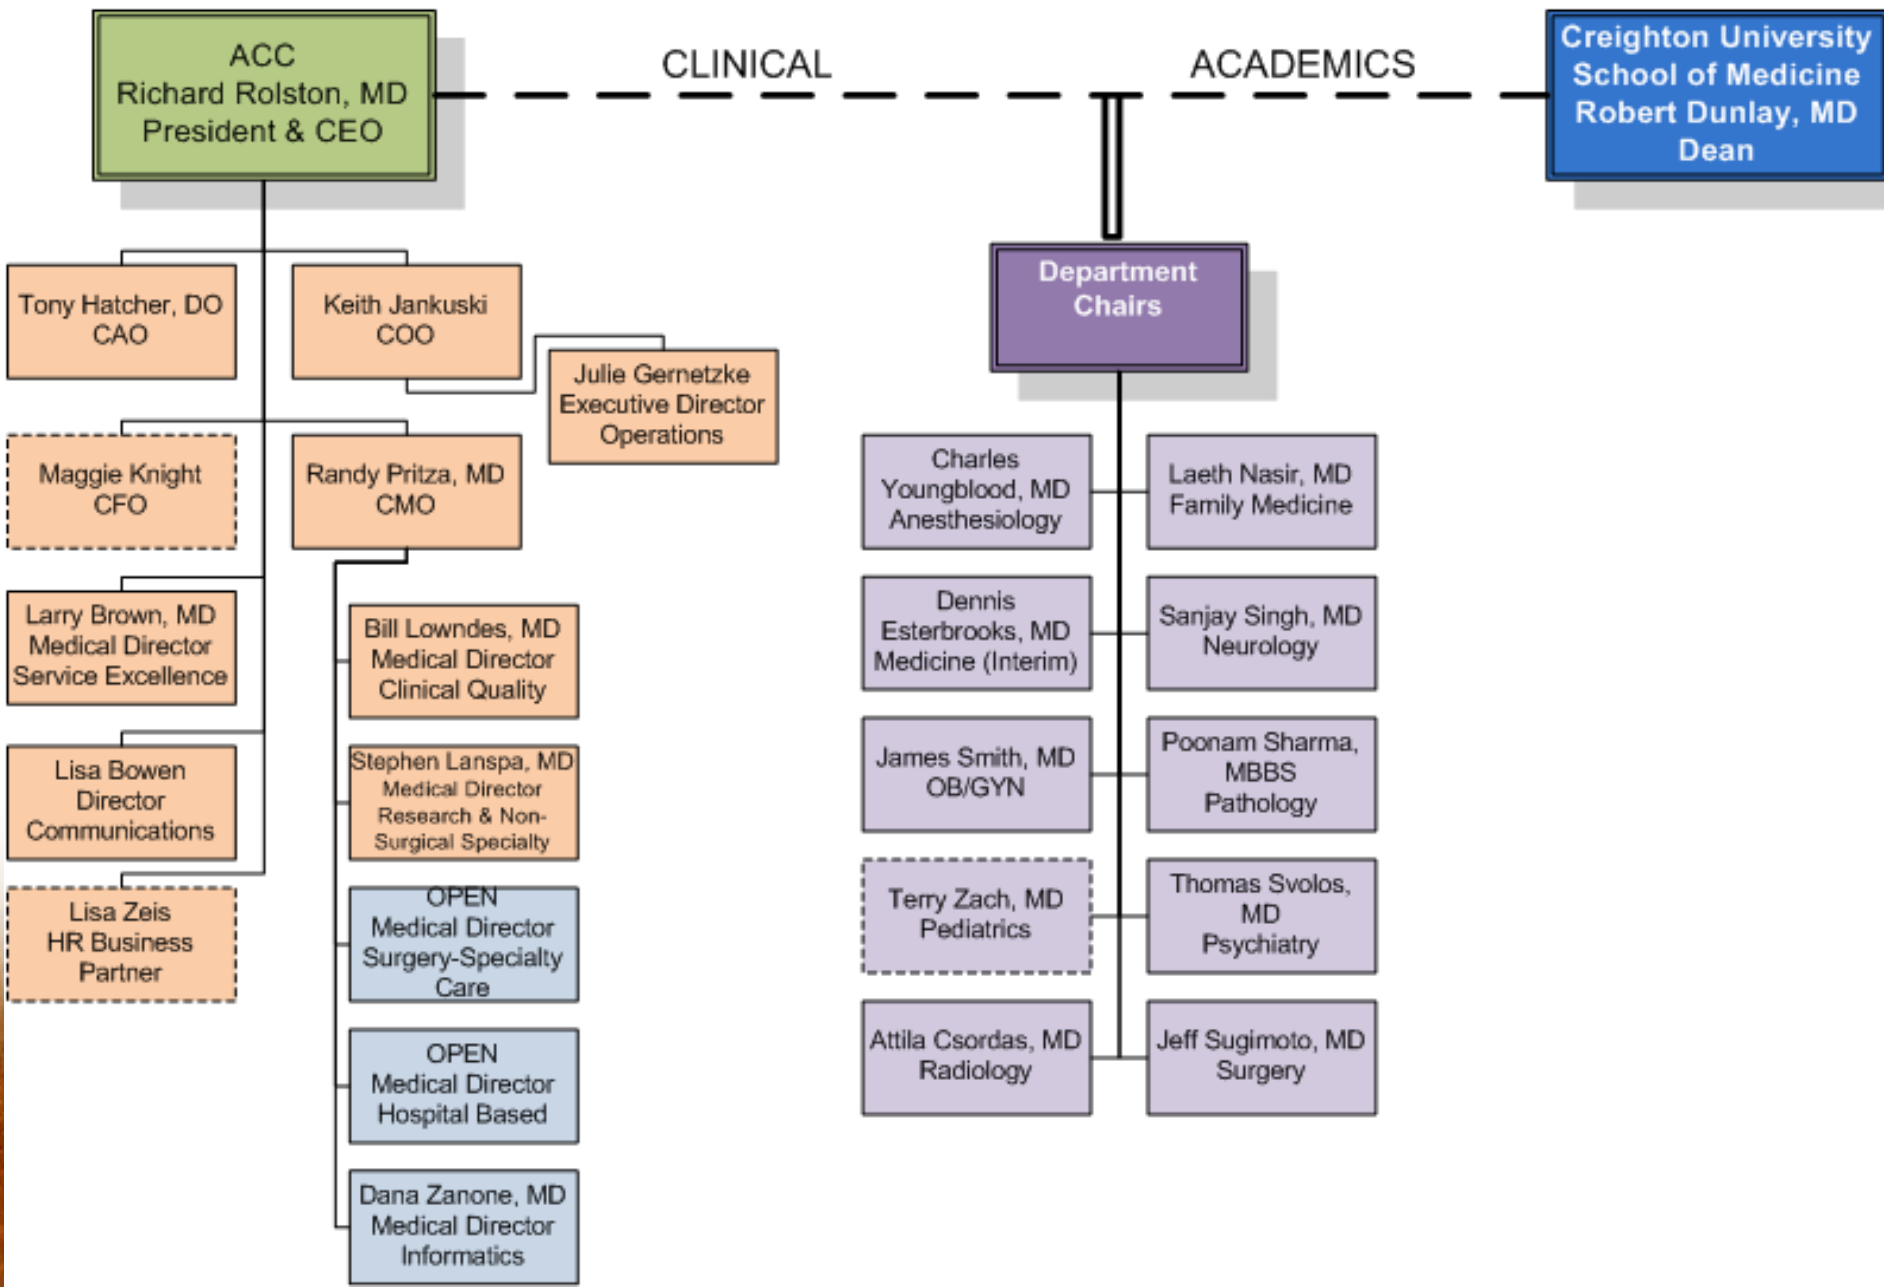 ACC
Richard Rolston, MD
President & CEO
CLINICAL
ACADEMICS
Creighton University
School of Medicine
Robert Dunlay, MD
Dean
Tony Hatcher, DO
CAO
Keith Jankuski
COO
Julie Gernetzke
Executive Director
Operations
Maggie Knight
CFO
Randy Pritza, MD
CMO
Larry Brown, MD
Medical Director
Service Excellence
Lisa Bowen
Director
Communications
Lisa Zeis
HR Business
Partner
Bill Lowndes, MD
Medical Director
Clinical Quality
Stephen Lanspa, MD
Medical Director
Research & Non-
Surgical Specialty
OPEN
Medical Director
Surgery-Specialty
Care
OPEN
Medical Director
Hospital Based
Dana Zanone, MD
Medical Director
Informatics
Department
Chairs
Charles
Youngblood, MD
Anesthesiology
Laeth Nasir, MD
Family Medicine
Dennis
Esterbrooks, MD
Medicine (Interim)
Sanjay Singh, MD
Neurology
James Smith, MD
OB/GYN
Poonam Sharma,
MBBS
Pathology
Terry Zach, MD
Pediatrics
Thomas Svolos,
MD
Psychiatry
Attila Csordas, MD
Radiology
Jeff Sugimoto, MD
Surgery